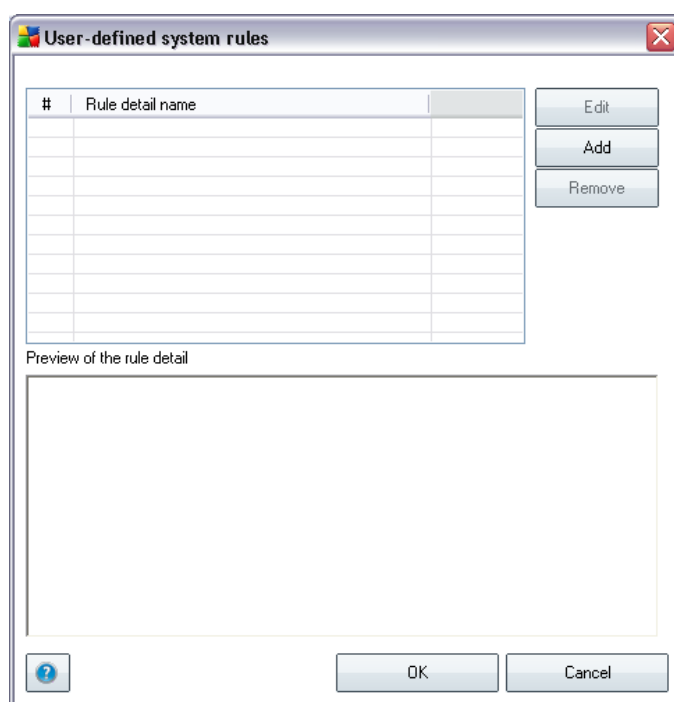 User-defined system rules
# Rule detail name
Edit
Add
Remove
Preview of the rule detail
?
OK
Cancel